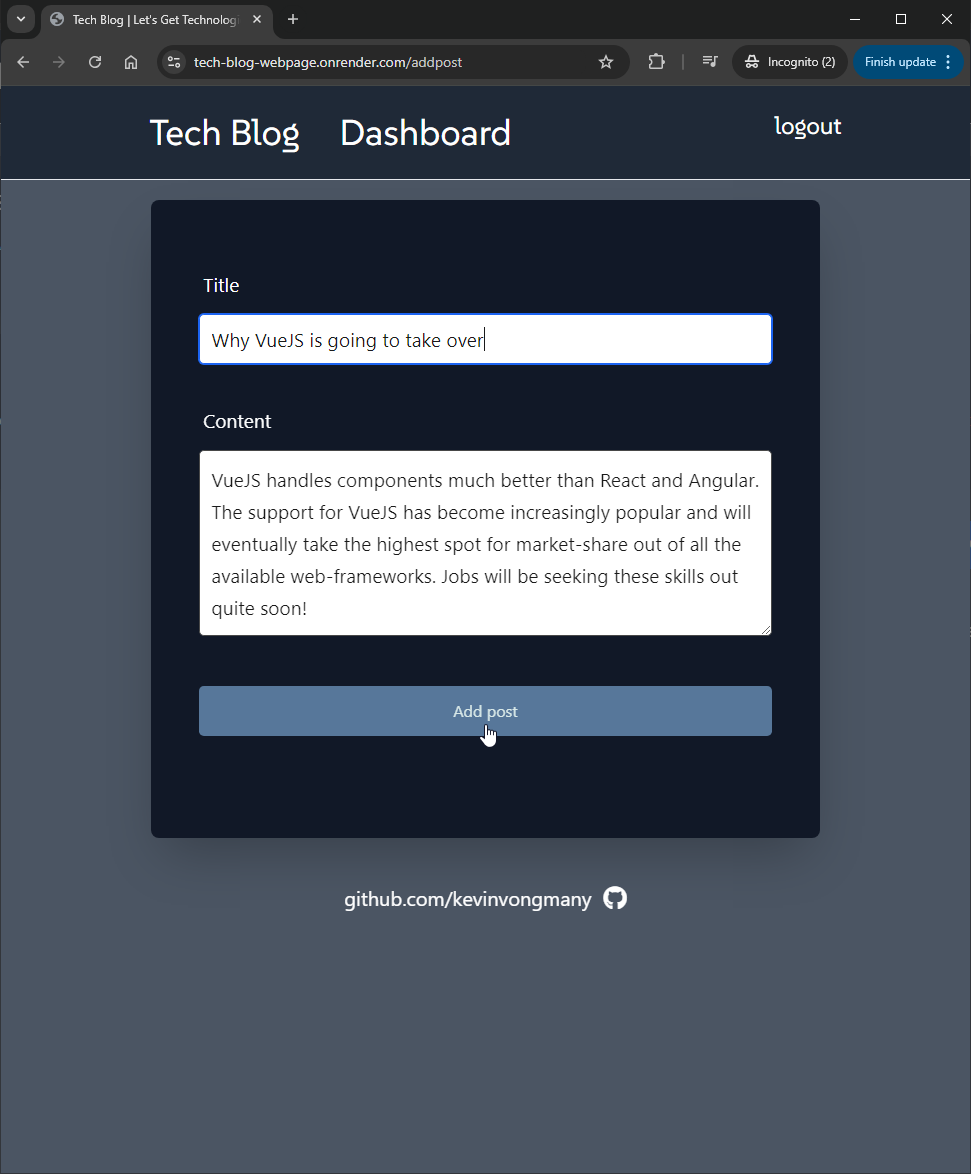 Tech Blog | Let's Get Technologi
tech-blog-webpage.onrender.com/addpost
Incognito (2)
Finish update
Tech Blog
Dashboard
logout
Title
Why VueJS is going to take over
Content
VueJS handles components much better than React and Angular.
The support for VueJS has become increasingly popular and will
eventually take the highest spot for market-share out of all the
available web-frameworks. Jobs will be seeking these skills out
quite soon!
Add post
github.com/kevinvongmany